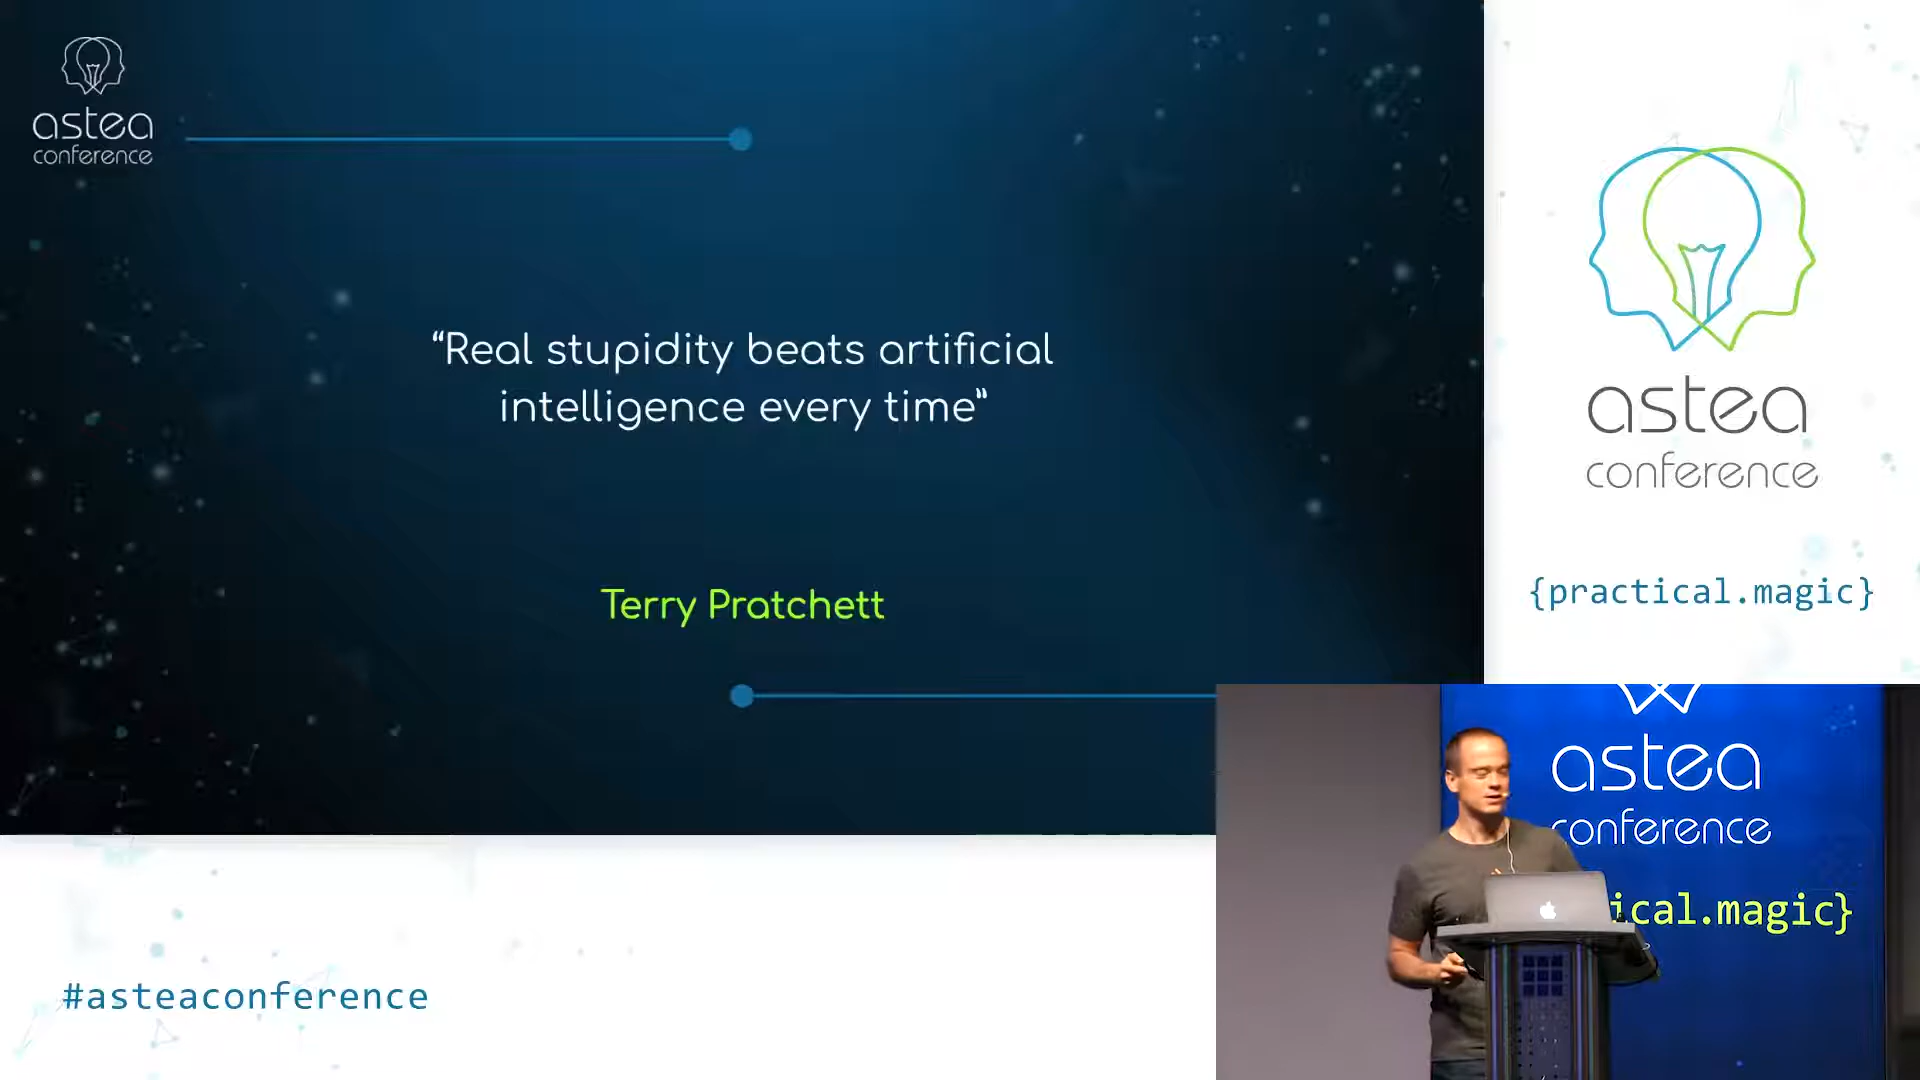 astea
conference
“Real stupidity beats artificial
intelligence every time”
Terry Pratchett
astea
conference
{practical.magic}
astea
conference
ical.magic}
#asteaconference